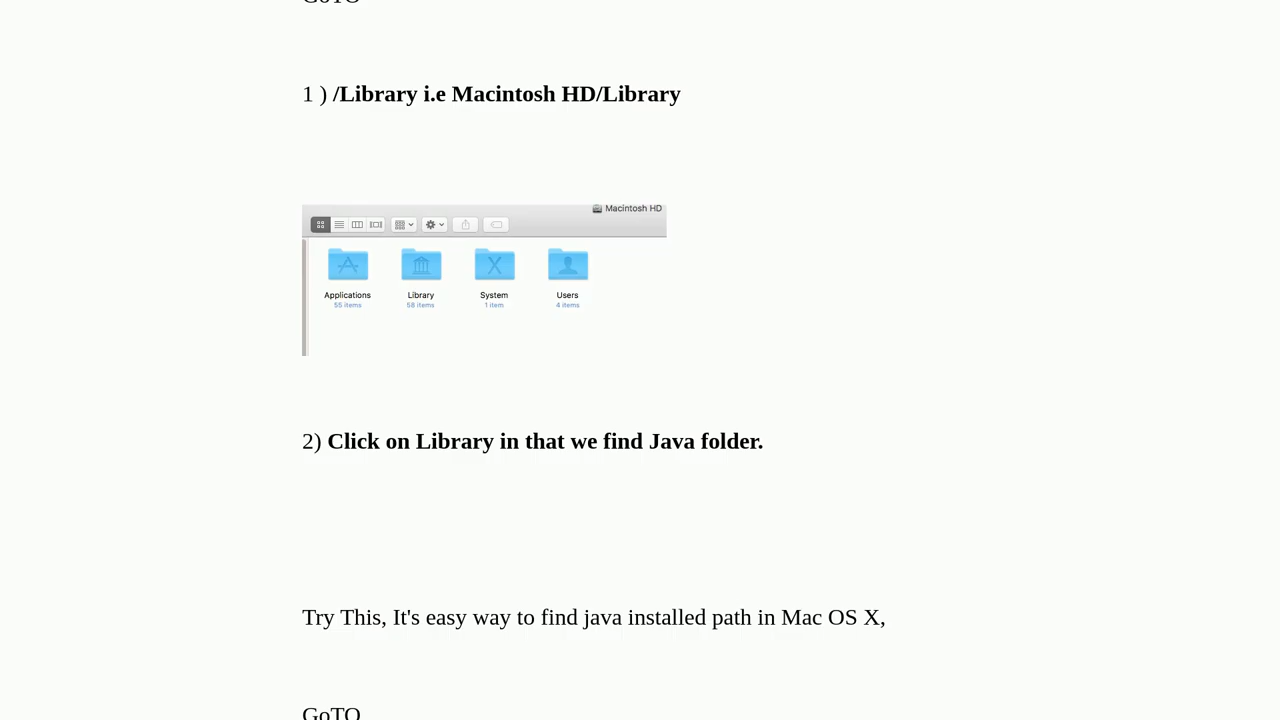 GoTO
1 ) /Library i.e Macintosh HD/Library
Macintosh HD
Applications Library System Users
55 items 58 items 1 item 4 items
2) Click on Library in that we find Java folder.
Try This, It's easy way to find java installed path in Mac OS X,
GoTO